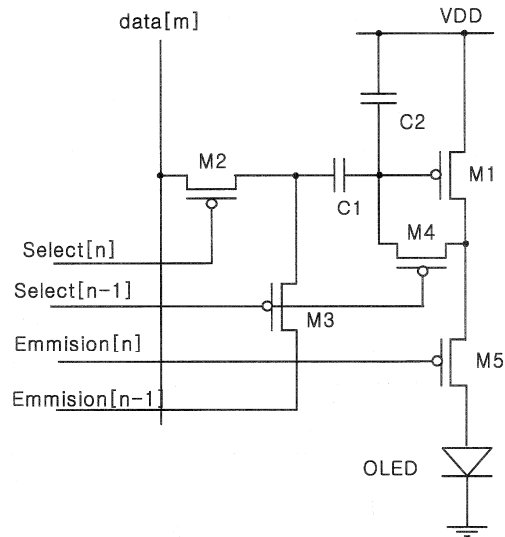 data[m]
VDD
C2
M2
M1
C1
M4
Select[n]
Select[n-1]
M3
Emmision[n]
M5
Emmision[n-1]
OLED